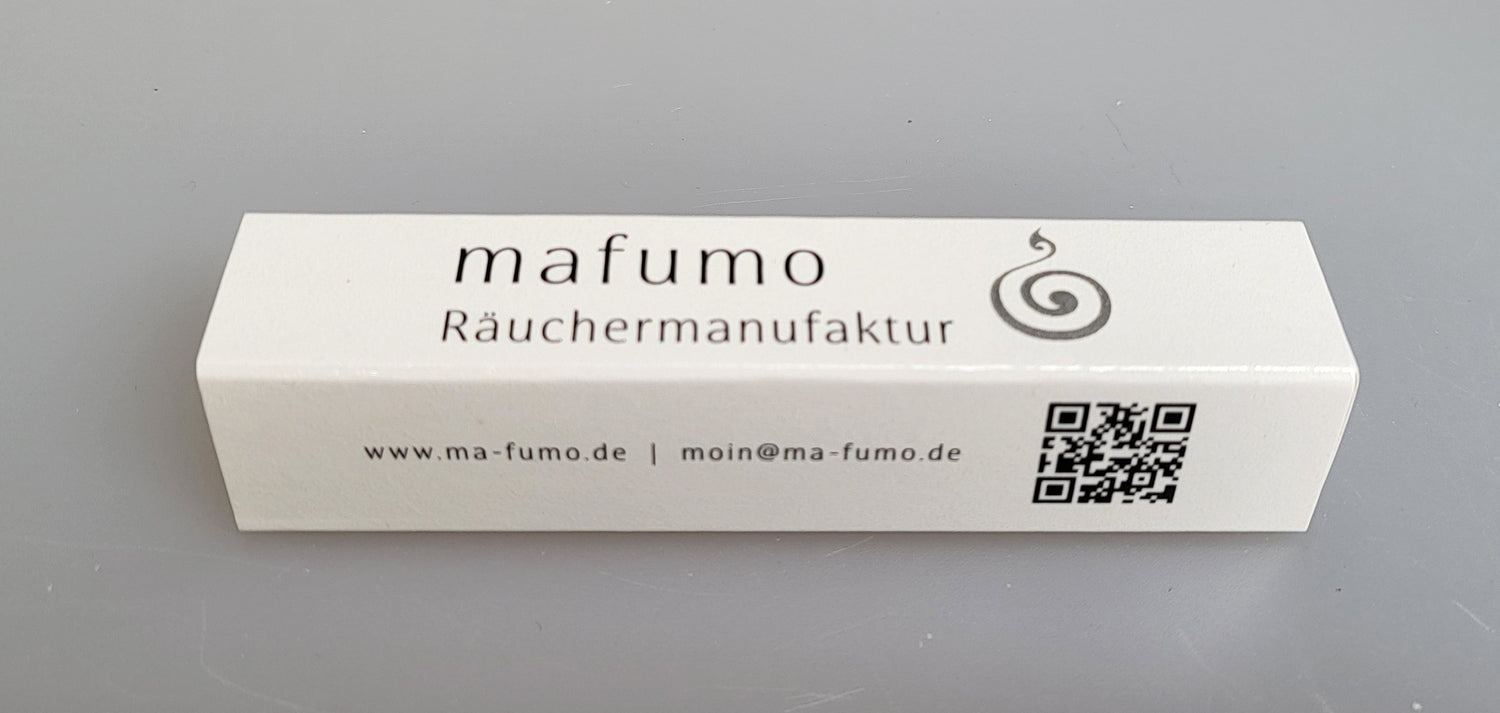 mafumo
Räuchermanufaktur
www.ma-fumo.de | moin@ma-fumo.de